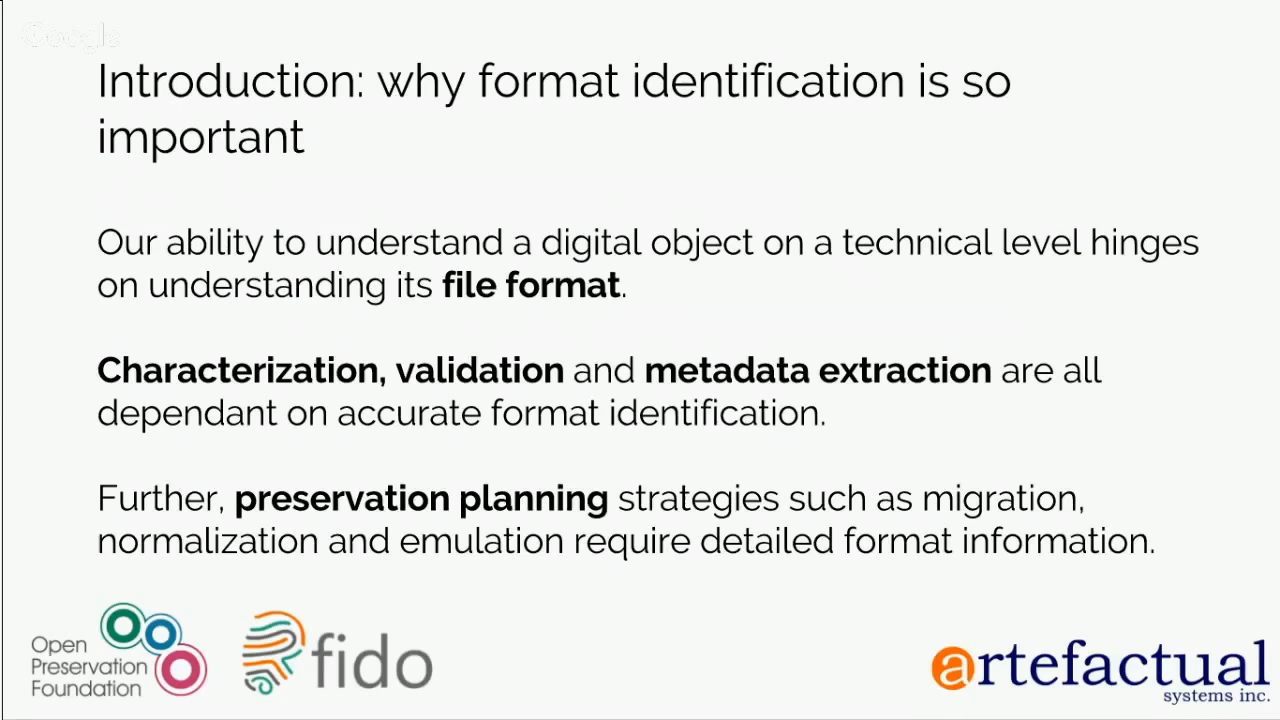 Google
Introduction: why format identification is so
important
Our ability to understand a digital object on a technical level hinges
on understanding its file format.
Characterization, validation and metadata extraction are all
dependant on accurate format identification.
Further, preservation planning strategies such as migration,
normalization and emulation require detailed format information.
Open
Preservation
Foundation
fido
artefactual
systems inc.